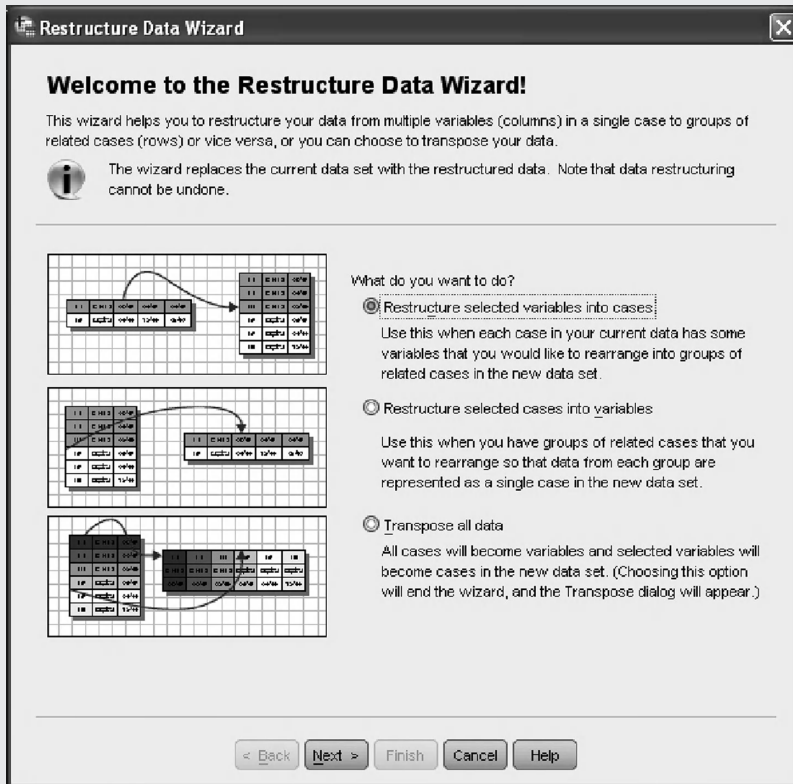 Restructure Data Wizard
Welcome to the Restructure Data Wizard!
This wizard helps you to restructure your data from multiple variables (columns) in a single case to groups of
related cases (rows) or vice versa, or you can choose to transpose your data.
The wizard replaces the current data set with the restructured data. Note that data restructuring
cannot be undone.
What do you want to do?
Restructure selected variables into cases
Use this when each case in your current data has some
variables that you would like to rearrange into groups of
related cases in the new data set.
Restructure selected cases into variables
Use this when you have groups of related cases that you
want to rearrange so that data from each group are
represented as a single case in the new data set.
Transpose all data
All cases will become variables and selected variables will
become cases in the new data set. (Choosing this option
will end the wizard, and the Transpose dialog will appear.)
< Back Next > Finish Cancel Help